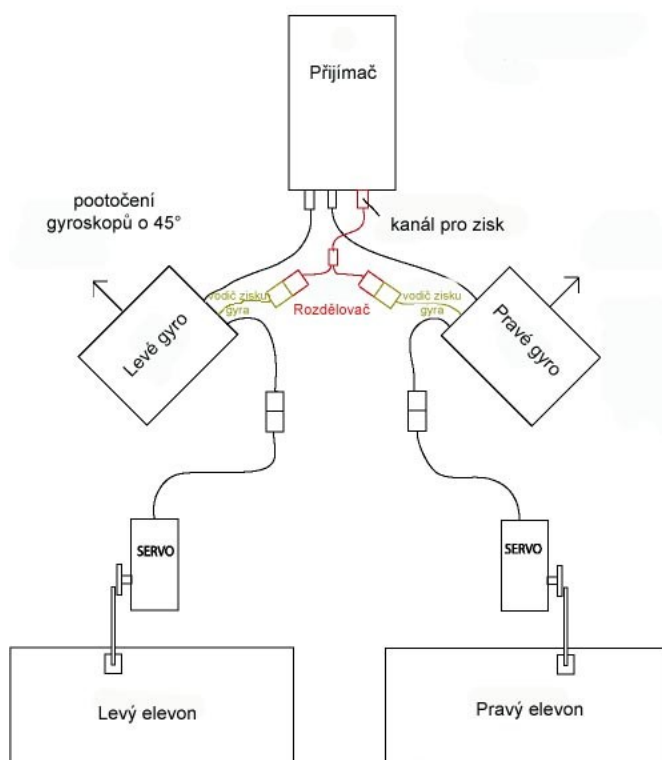 Přijímač
pootočení
gyroskopů o 45°
kanál pro zisk
vodič zisku
gyra
Rozdělovač
vodič zisku
gyra
Levé gyro
Pravé gyro
SERVO
SERVO
Levý elevon
Pravý elevon